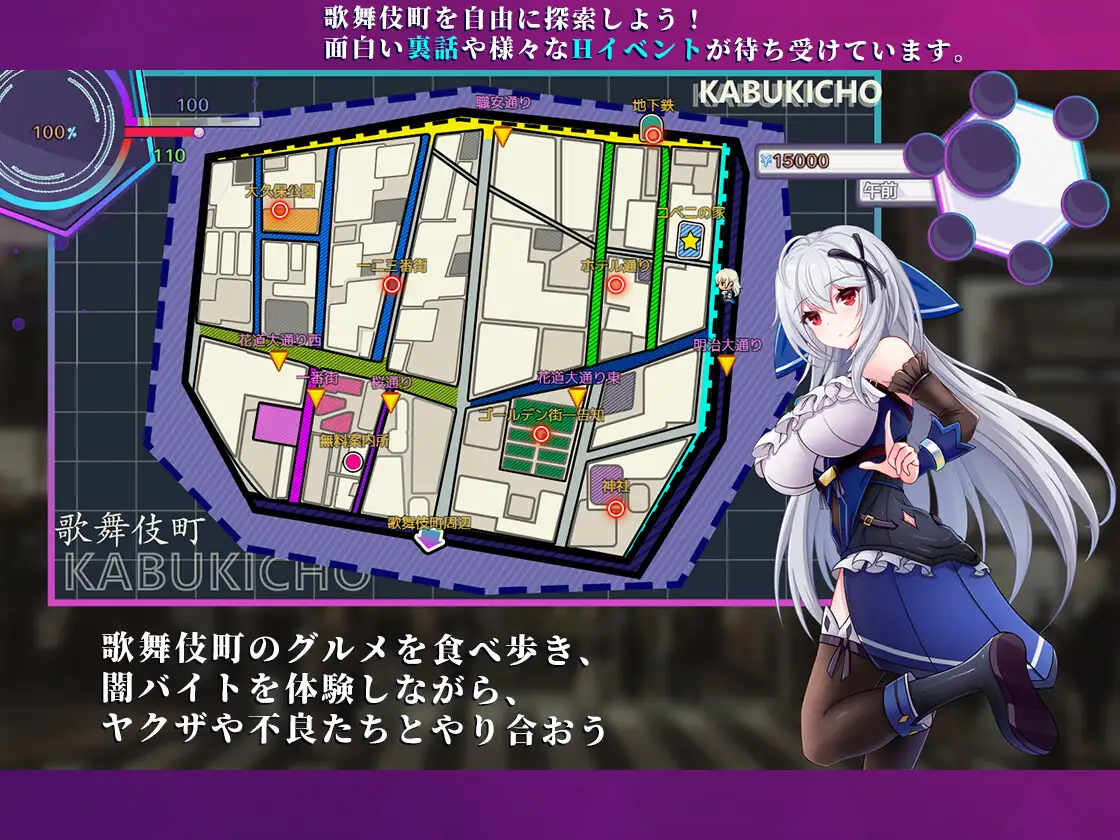 歌舞伎町を自由に探索しよう！
面白い裏話や様々なHイベントが待ち受けています。
KABUKICHO
100
100%
110
職安通り
地下鉄
¥15000
午前
大久保公園
コベニの家
一二三番街
ホテル通り
花道大通り西
明治大通り
一番街
桜通り
花道大通り東
ゴールデン街一告知
無料案内所
神社
歌舞伎町周辺
歌舞伎町
KABUKICHO
歌舞伎町のグルメを食べ歩き、
闇バイトを体験しながら、
ヤクザや不良たちとやり合おう